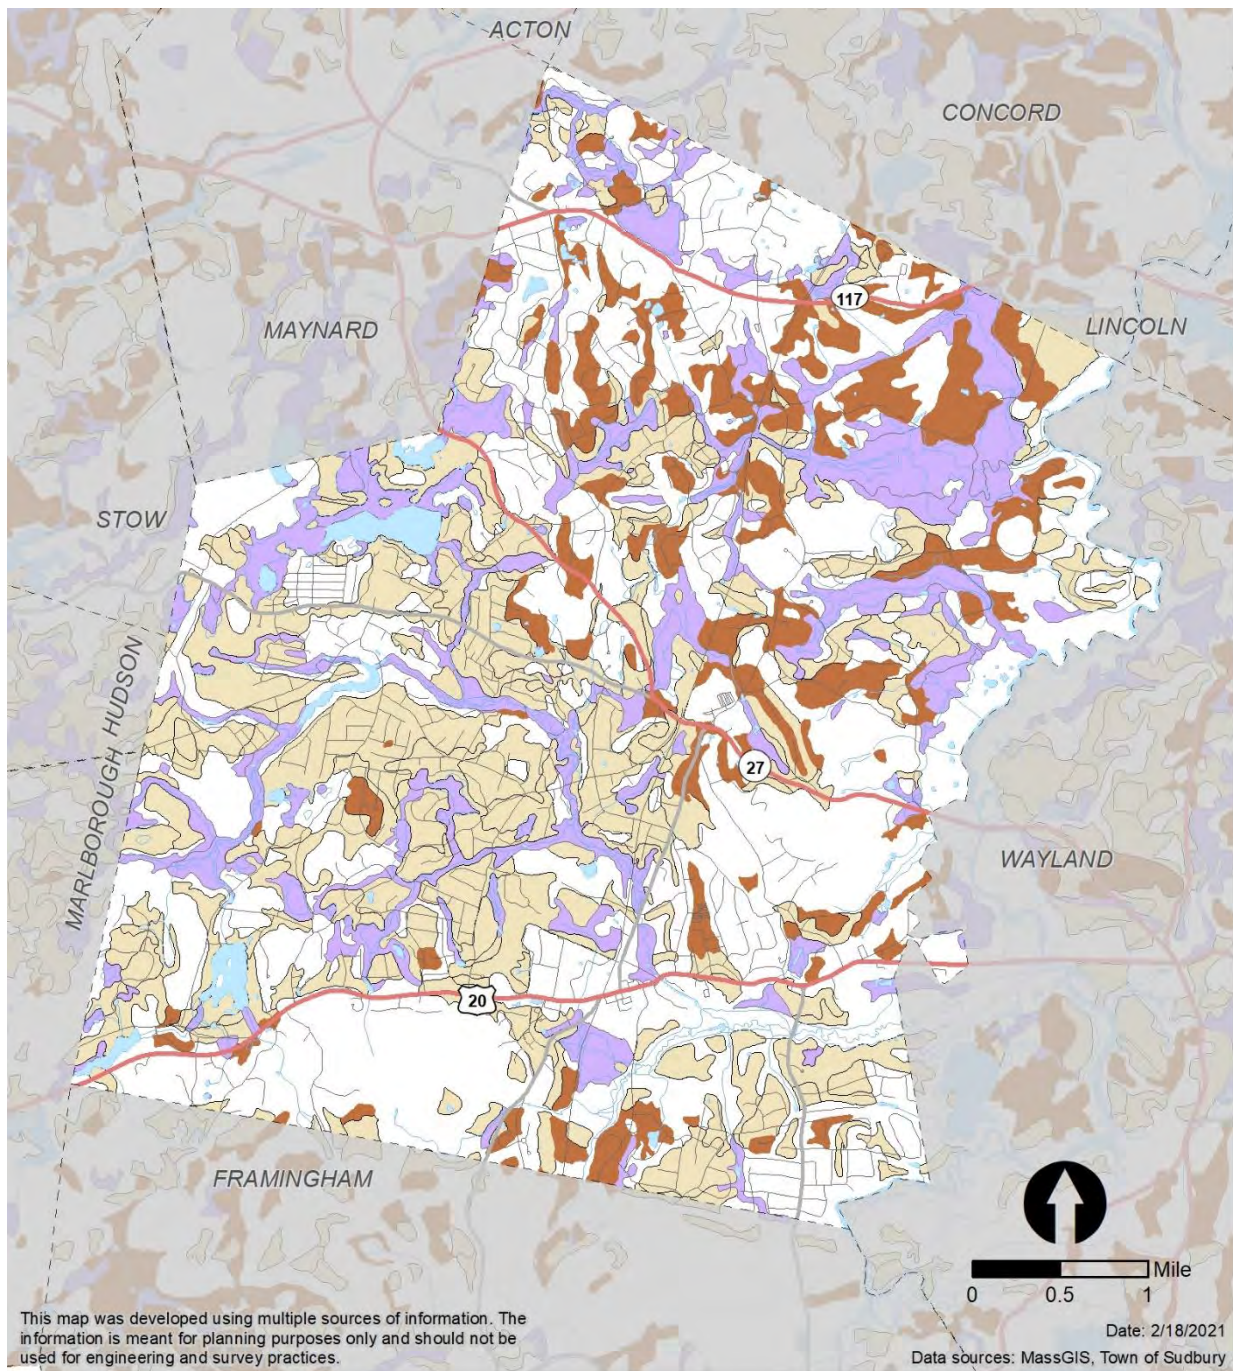 ACTON
CONCORD
117
LINCOLN
MAYNARD
STOW
MARLBOROUGH HUDSON
27
WAYLAND
20
FRAMINGHAM
Mile
0 0.5 1
This map was developed using multiple sources of information. The
information is meant for planning purposes only and should not be
used for engineering and survey practices.
Date: 2/18/2021
Data sources: MassGIS, Town of Sudbury